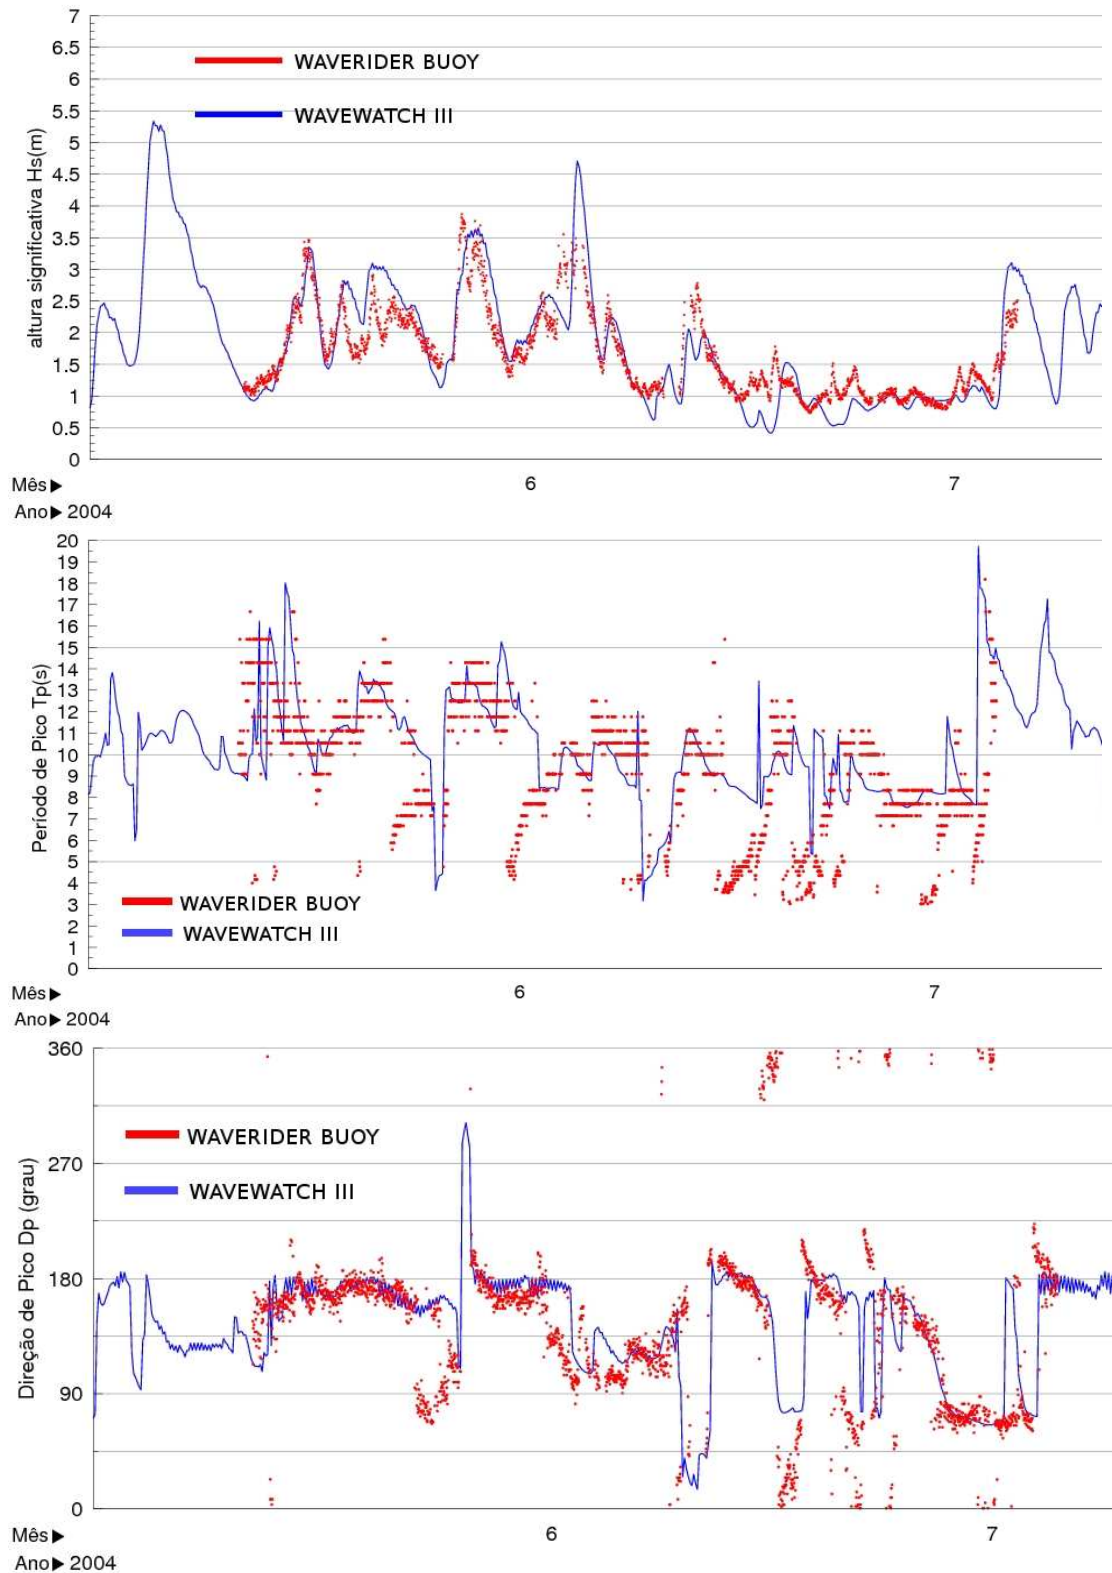 7
6.5
6
5.5
5
4.5
4
3.5
3
2.5
2
1.5
1
0.5
0
altura significativa Hs(m)
WAVERIDER BUOY
WAVEWATCH III
Mês▶ 6 7
Ano▶ 2004
20
19
18
17
16
15
14
13
12
11
10
9
8
7
6
5
4
3
2
1
0
Período de Pico Tp(s)
WAVERIDER BUOY
WAVEWATCH III
Mês▶ 6 7
Ano▶ 2004
360
270
180
90
0
Direção de Pico Dp (grau)
WAVERIDER BUOY
WAVEWATCH III
Mês▶ 6 7
Ano▶ 2004